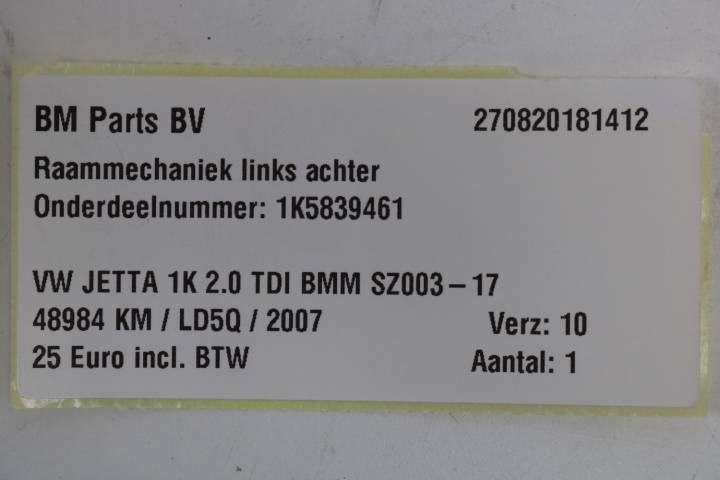 BM Parts BV 270820181412
Raammechaniek links achter
Onderdeelnummer: 1K5839461
VW JETTA 1K 2.0 TDI BMM SZ003-17
48984 KM / LD5Q / 2007 Verz: 10
25 Euro incl. BTW Aantal: 1